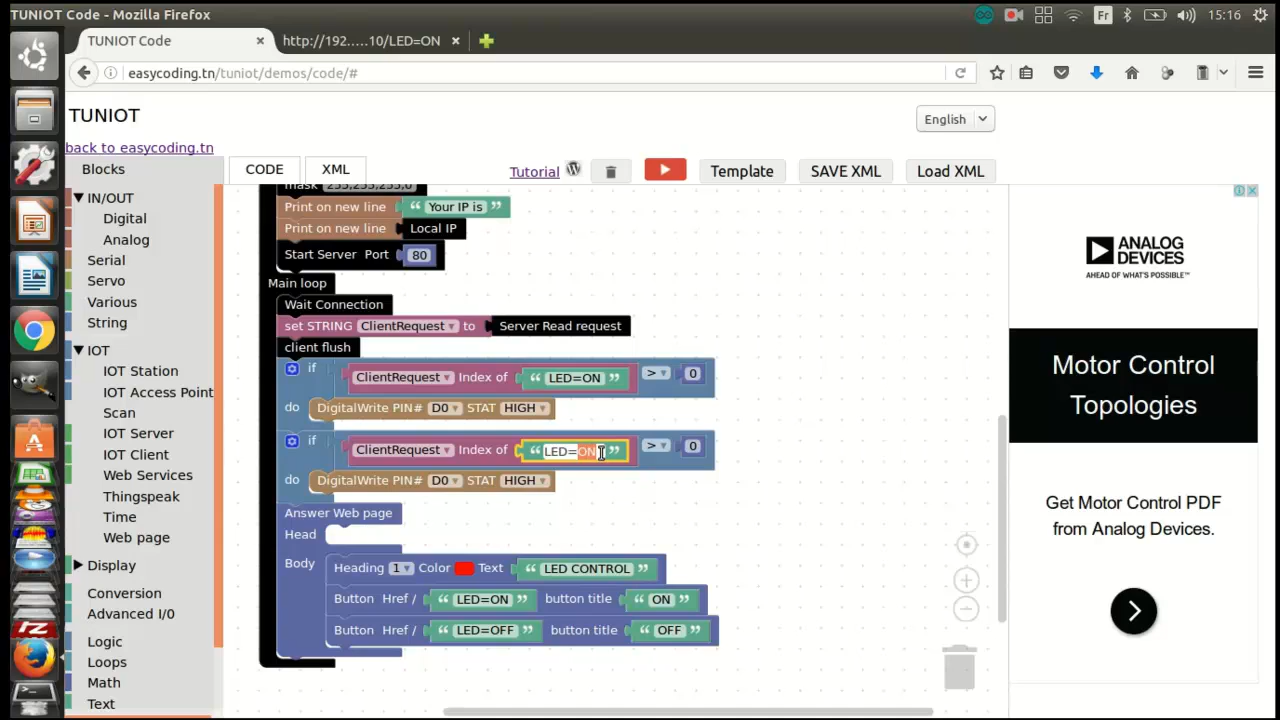 TUNIOT Code - Mozilla Firefox
Fr
15:16
TUNIOT Code
http://192.....10/LED=ON
easycoding.tn/tuniot/demos/code/#
TUNIOT
English
back to easycoding.tn
Blocks
CODE
XML
Tutorial
Template
SAVE XML
Load XML
IN/OUT
Digital
Analog
Serial
Servo
Various
String
IOT
IOT Station
IOT Access Point
Scan
IOT Server
IOT Client
Web Services
Thingspeak
Time
Web page
Display
Conversion
Advanced I/0
Logic
Loops
Math
Text
mask 255,255,255,0
Print on new line “ Your IP is ”
Print on new line Local IP
Start Server Port 80
Main loop
Wait Connection
set STRING ClientRequest to Server Read request
client flush
if ClientRequest Index of “ LED=ON ” > 0
do DigitalWrite PIN# D0 STAT HIGH
if ClientRequest Index of “ LED=ON ” > 0
do DigitalWrite PIN# D0 STAT HIGH
Answer Web page
Head
Body
Heading 1 Color Text “ LED CONTROL ”
Button Href / “ LED=ON ” button title “ ON ”
Button Href / “ LED=OFF ” button title “ OFF ”
ANALOG
DEVICES
AHEAD OF WHAT'S POSSIBLE™
Motor Control
Topologies
Get Motor Control PDF
from Analog Devices.